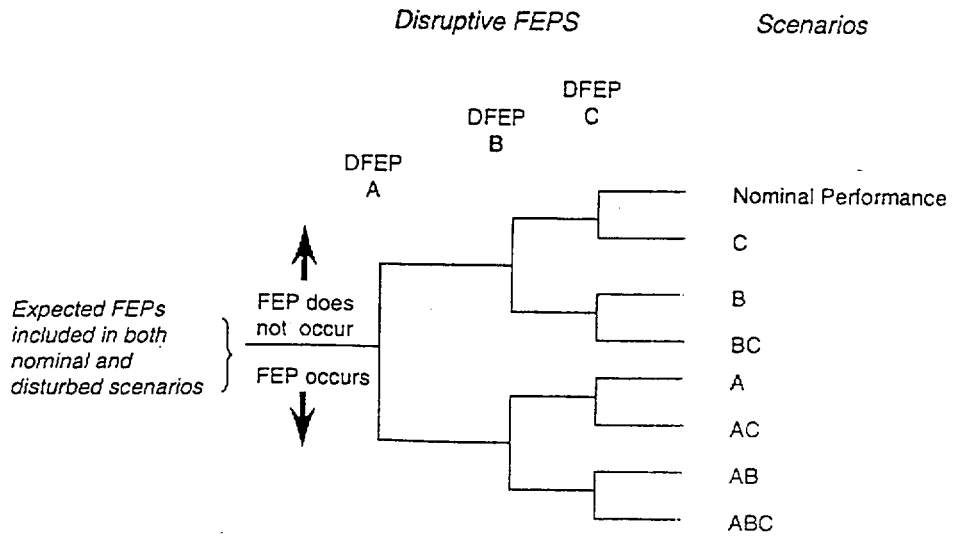 Disruptive FEPS
Scenarios
DFEP
C
DFEP
B
DFEP
A
Nominal Performance
C
B
BC
A
AC
AB
ABC
FEP does
not occur
FEP occurs
Expected FEPs
included in both
nominal and
disturbed scenarios